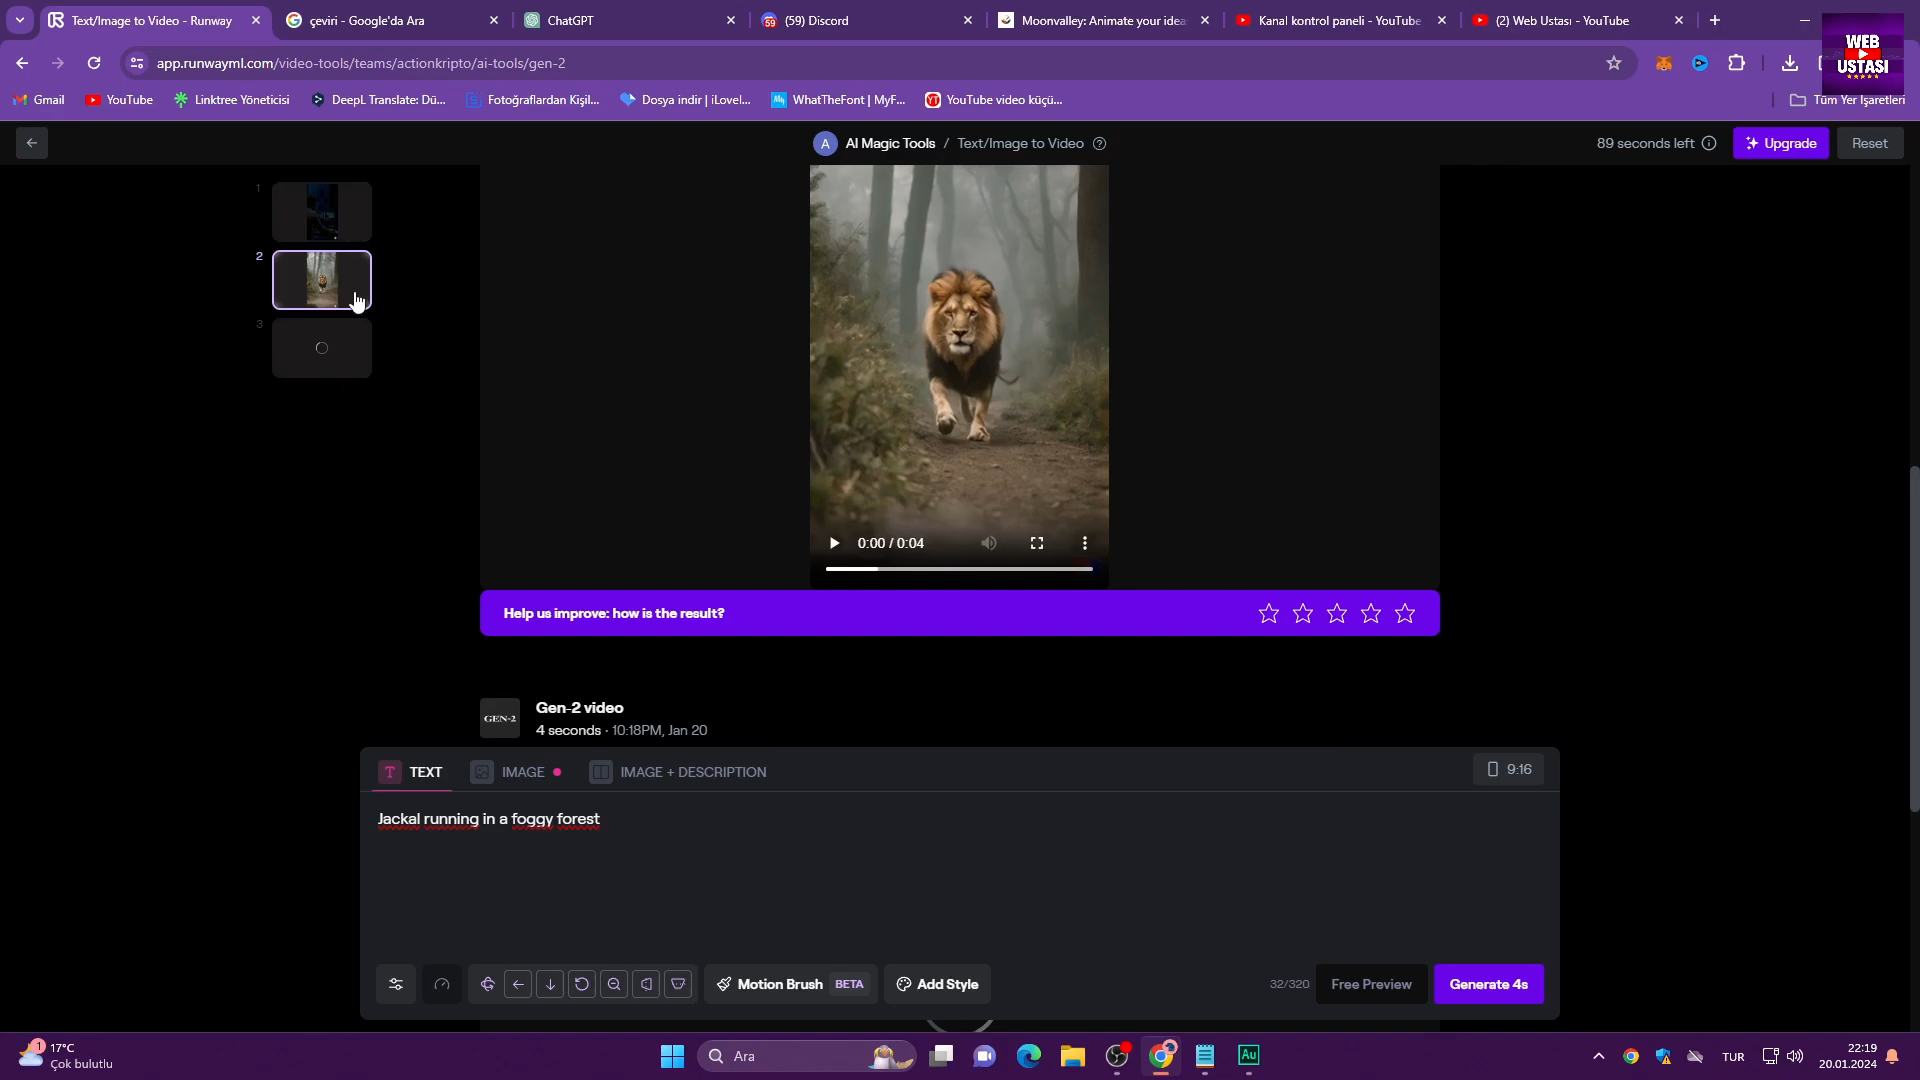 Text/Image to Video - Runway
çeviri - Google'da Ara
ChatGPT
59
(59) Discord
Moonvalley: Animate your idea
Kanal kontrol paneli - YouTube
(2) Web Ustası - YouTube
app.runwayml.com/video-tools/teams/actionkripto/ai-tools/gen-2
WEB
USTASI
Gmail
YouTube
Linktree Yöneticisi
DeepL Translate: Dü...
Fotoğraflardan Kişil...
Dosya indir | iLovel...
WhatTheFont | MyF...
YouTube video küçü...
Tüm Yer İşaretleri
A
AI Magic Tools / Text/Image to Video
89 seconds left
Upgrade
Reset
1
2
3
0:00 / 0:04
Help us improve: how is the result?
GEN-2
Gen-2 video
4 seconds · 10:18PM, Jan 20
T TEXT
IMAGE
IMAGE + DESCRIPTION
9:16
Jackal running in a foggy forest
Motion Brush BETA
Add Style
32/320
Free Preview
Generate 4s
1
17°C
Çok bulutlu
Ara
Au
TUR
22:19
20.01.2024